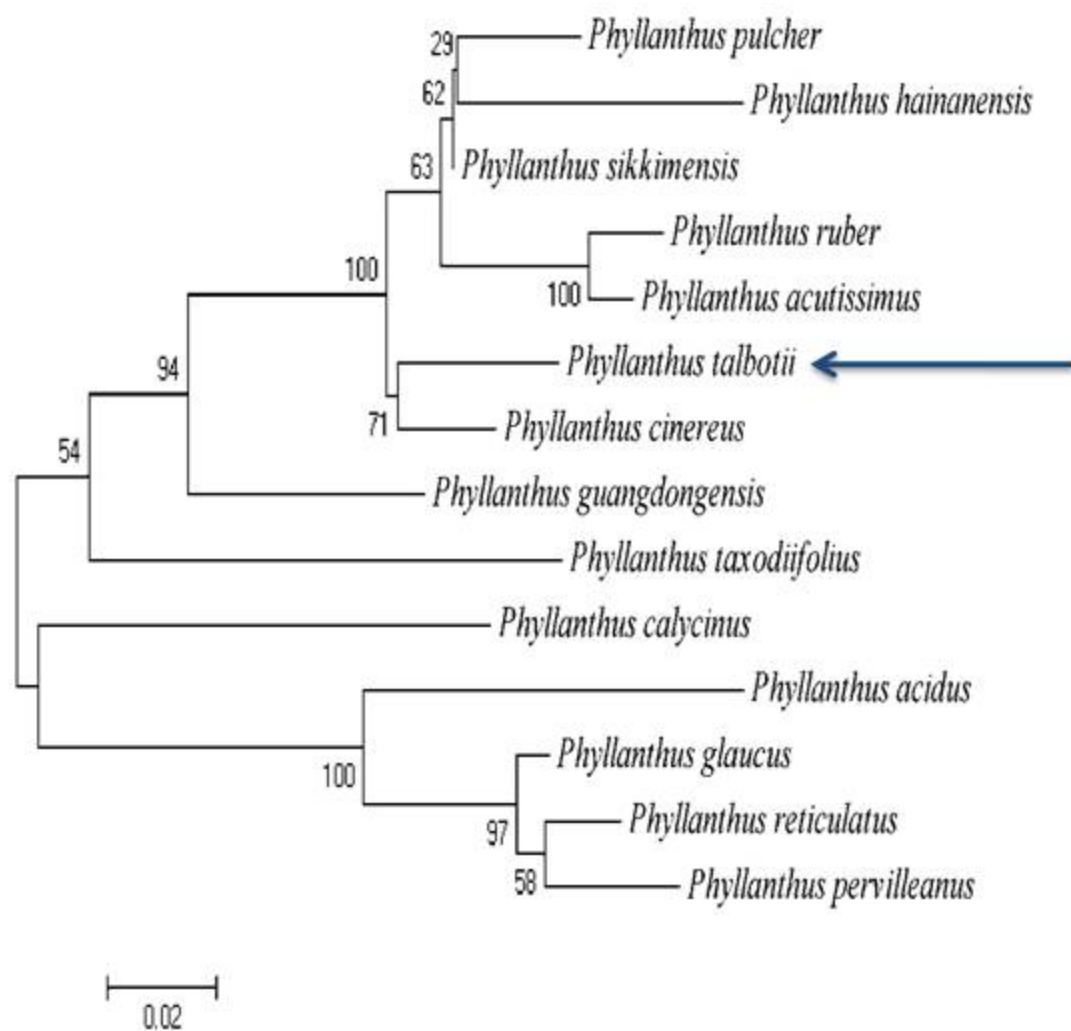 29
Phyllanthus pulcher
62
Phyllanthus hainanensis
63
Phyllanthus sikkimensis
Phyllanthus ruber
100
100
Phyllanthus acutissimus
94
Phyllanthus talbotii
71
Phyllanthus cinereus
54
Phyllanthus guangdongensis
Phyllanthus taxodiifolius
Phyllanthus calycinus
Phyllanthus acidus
100
Phyllanthus glaucus
97
Phyllanthus reticulatus
58
Phyllanthus pervilleanus
0.02